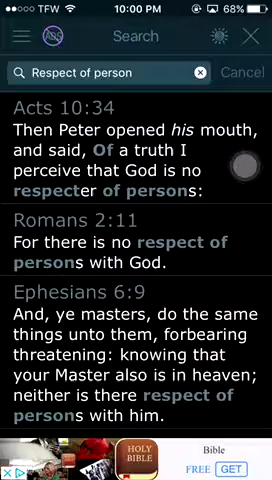 TFW 10:00 PM 68%
ABS Search
Respect of person Cancel
Acts 10:34
Then Peter opened his mouth,
and said, Of a truth I
perceive that God is no
respecter of persons:
Romans 2:11
For there is no respect of
persons with God.
Ephesians 6:9
And, ye masters, do the same
things unto them, forbearing
threatening: knowing that
your Master also is in heaven;
neither is there respect of
persons with him.
HOLY
BIBLE
Bible
FREE GET